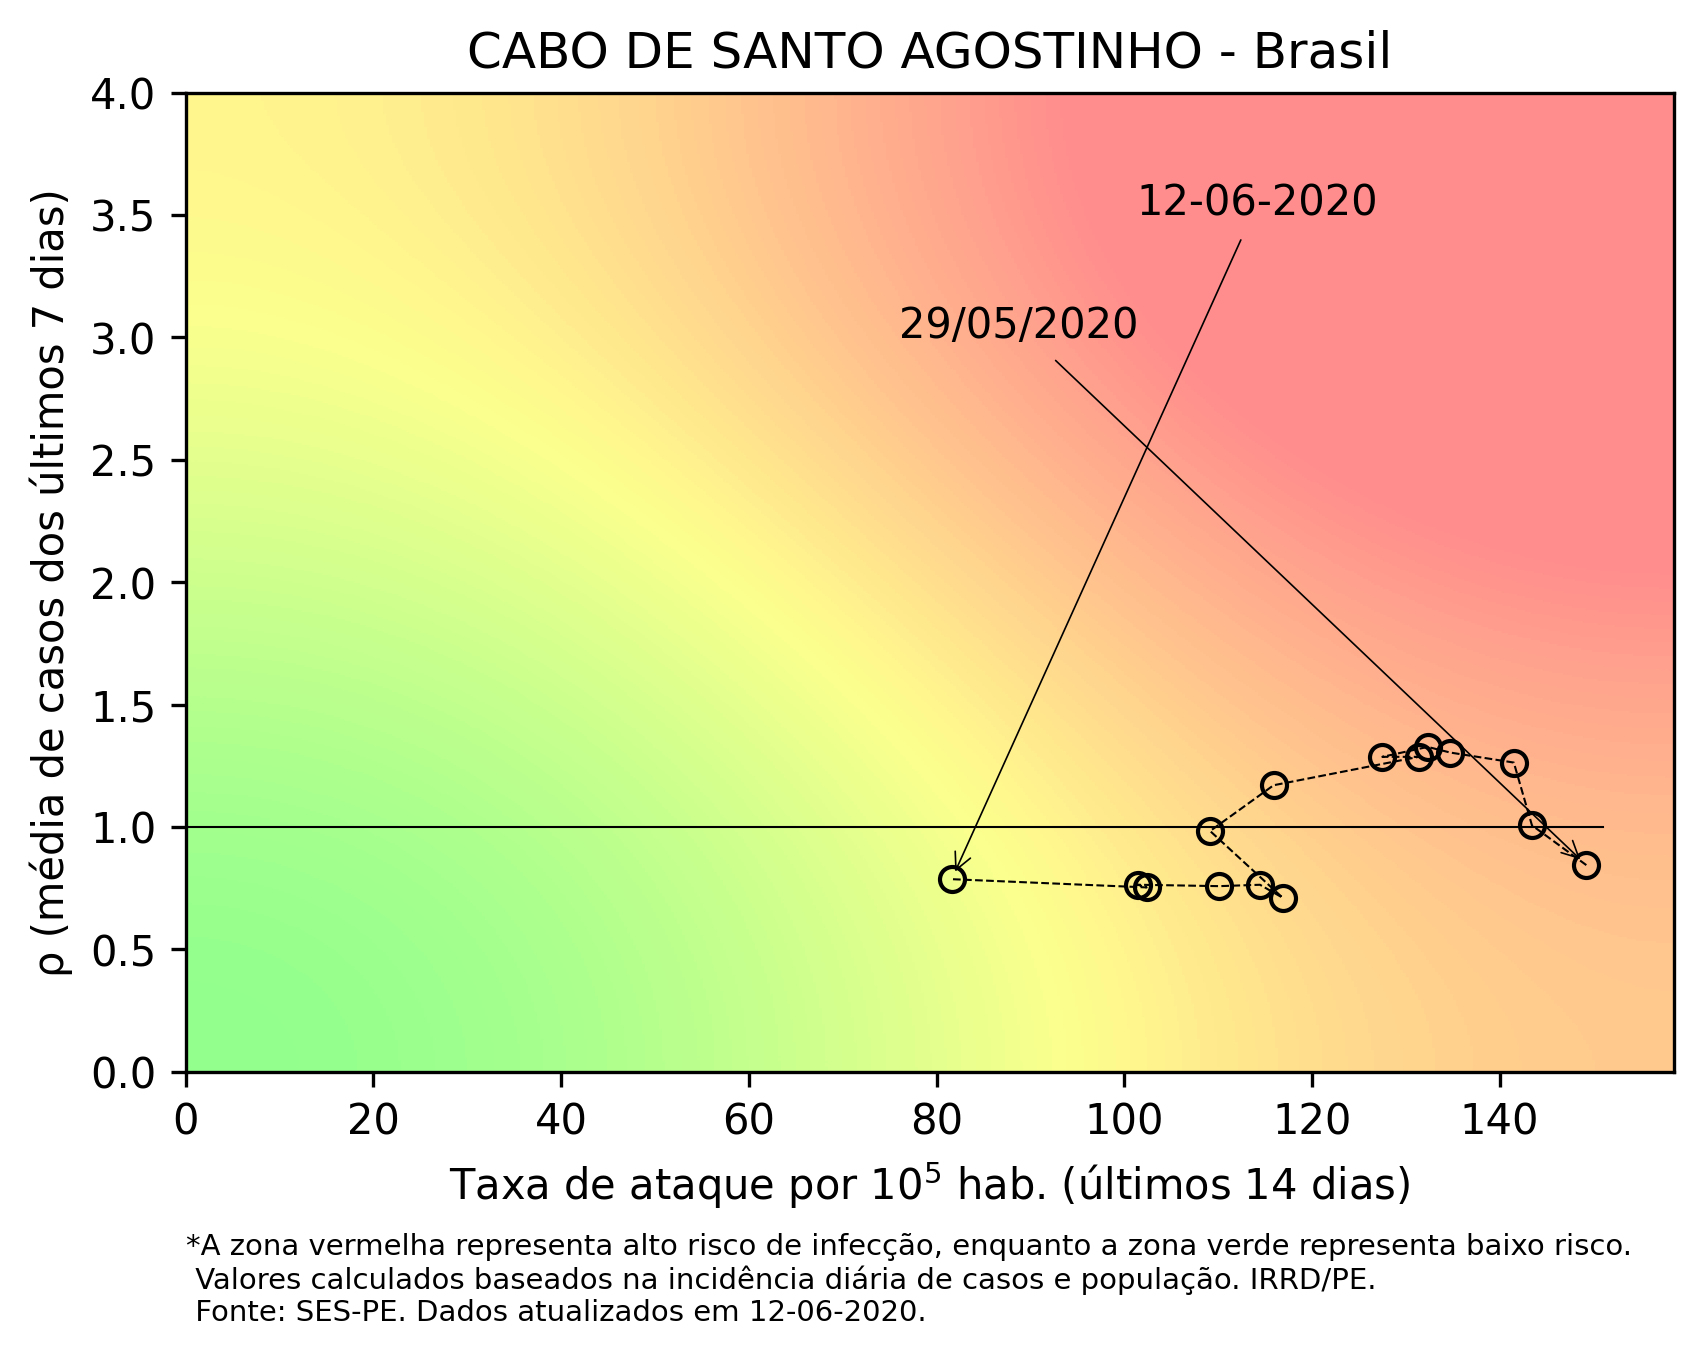 CABO DE SANTO AGOSTINHO - Brasil
4.0
3.5
3.0
2.5
2.0
1.5
1.0
0.5
0.0
ρ (média de casos dos últimos 7 dias)
12-06-2020
29/05/2020
0 20 40 60 80 100 120 140
Taxa de ataque por 10⁵ hab. (últimos 14 dias)
*A zona vermelha representa alto risco de infecção, enquanto a zona verde representa baixo risco.
Valores calculados baseados na incidência diária de casos e população. IRRD/PE.
Fonte: SES-PE. Dados atualizados em 12-06-2020.